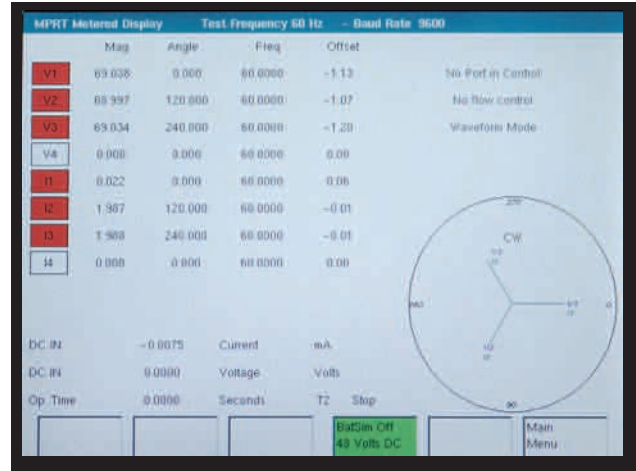 MPRT Metered Display Test Frequency 60 Hz - Baud Rate 9600
Mag Angle Freq Offset
V1 69.036 0.000 60.0000 -1.13 No Port in Control
V2 68.997 120.000 60.0000 -1.07 No flow control
V3 69.034 240.000 60.0000 -1.20 Waveform Mode
V4 0.000 0.000 60.0000 0.00
I1 0.000 60.0000
I2 1.987 120.000 60.0000 -0.01
I3 1.988 240.000 60.0000 -0.01
I4 0.000 0.000 60.0000 0.00
270
CW
180
0
90
DC IN -0.0075 Current mA
DC IN 0.0000 Voltage Volts
Op Time 0.0000 Seconds T2 Stop
BatSim Off
48 Volts DC
Main
Menu